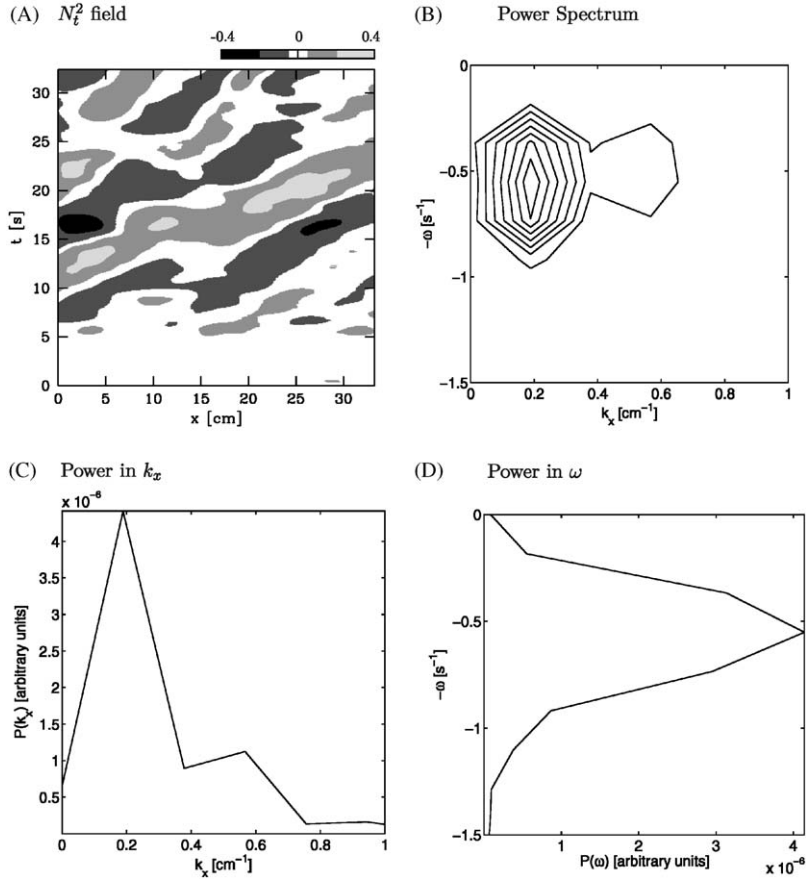 (A) N_t^2 field
-0.4 0 0.4
30
25
20
15
10
5
0
t [s]
0 5 10 15 20 25 30
x [cm]
(B) Power Spectrum
0
−0.5
−1
−1.5
−ω [s⁻¹]
0 0.2 0.4 0.6 0.8 1
k_x [cm⁻¹]
(C) Power in k_x
x 10⁻⁶
4
3.5
3
2.5
2
1.5
1
0.5
P(k_x) [arbitrary units]
0 0.2 0.4 0.6 0.8 1
k_x [cm⁻¹]
(D) Power in ω
0
−0.5
−1
−1.5
−ω [s⁻¹]
1 2 3 4
P(ω) [arbitrary units] x 10⁻⁶